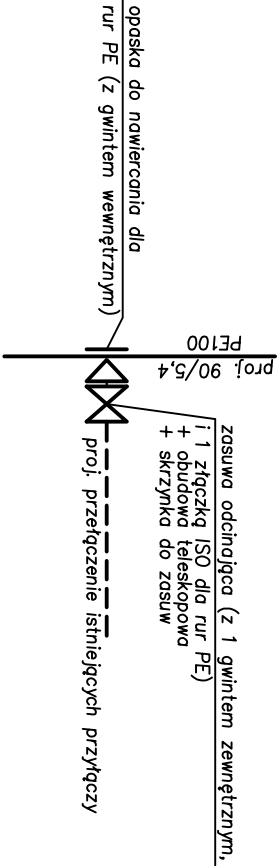 opaska do nawiercania dla
rur PE (z gwintem wewnętrznym)
proj. 90/5,4
PE100
zasuwa odcinająca (z 1 gwintem zewnętrznym,
i 1 złączką ISO dla rur PE)
+ obudowa teleskopowa
+ skrzynka do zasuw
proj. przełączenie istniejących przyłączy